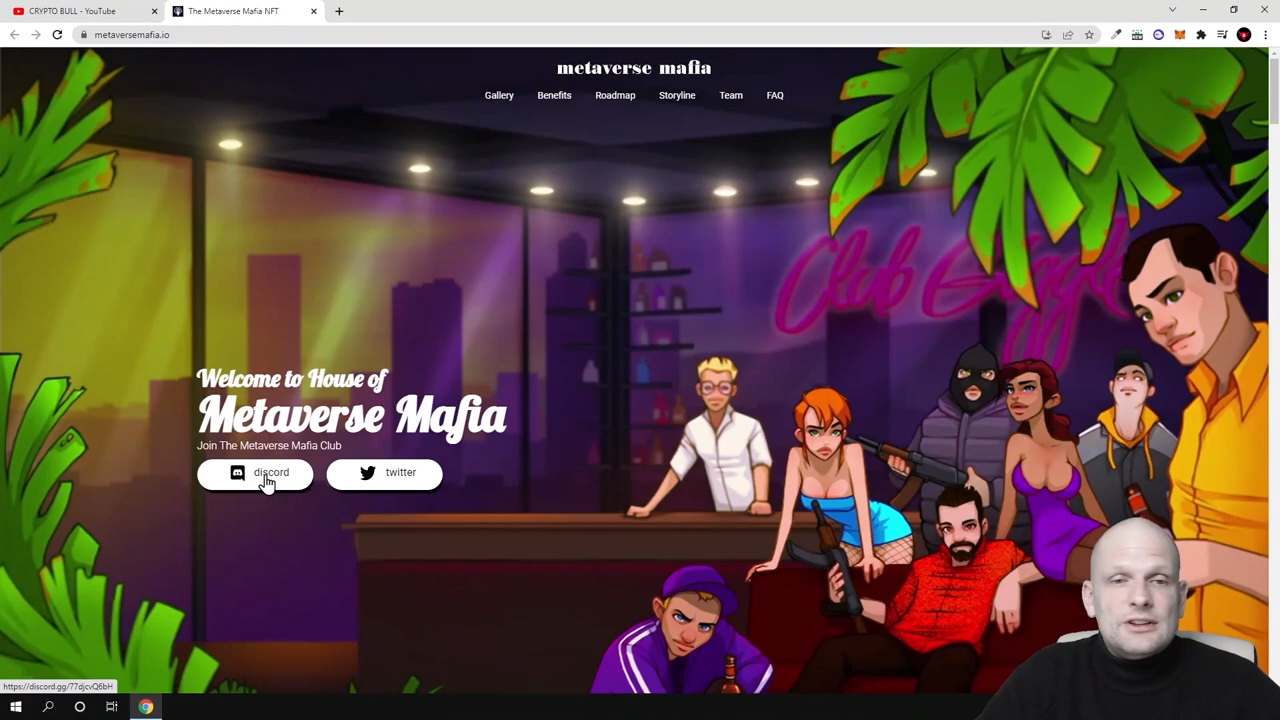 CRYPTO BULL - YouTube
The Metaverse Mafia NFT
metaversemafia.io
metaverse mafia
Gallery
Benefits
Roadmap
Storyline
Team
FAQ
Club
Welcome to House of
Metaverse Mafia
Join The Metaverse Mafia Club
discord
twitter
https://discord.gg/77djcvQ6bH